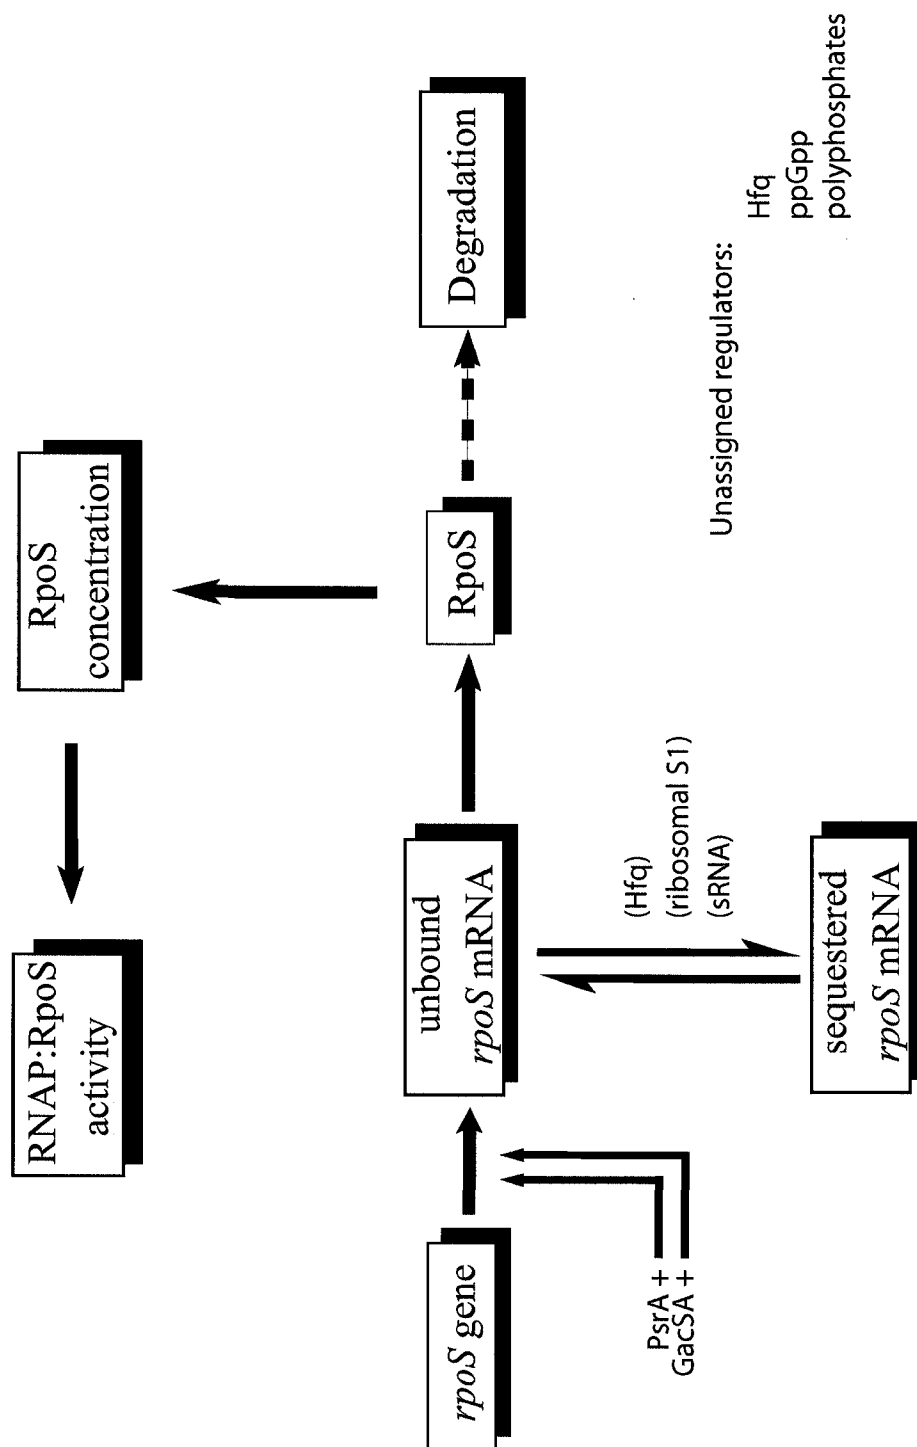 RNAP:RpoS
activity
RpoS
concentration
rpoS gene
unbound
rpoS mRNA
RpoS
Degradation
PsrA +
GacSA +
(Hfq)
(ribosomal S1)
(sRNA)
sequestered
rpoS mRNA
Unassigned regulators:
Hfq
ppGpp
polyphosphates